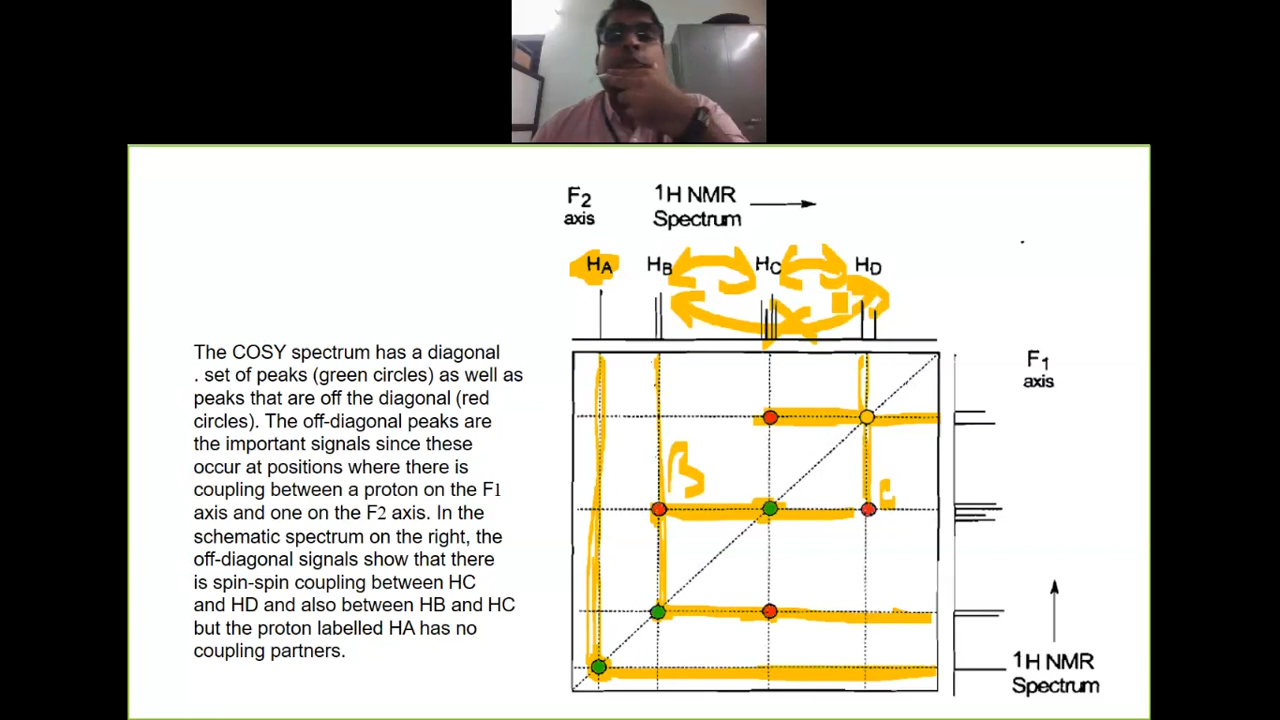 F2
axis
1H NMR
Spectrum
HA HB HC HD
The COSY spectrum has a diagonal
. set of peaks (green circles) as well as
peaks that are off the diagonal (red
circles). The off-diagonal peaks are
the important signals since these
occur at positions where there is
coupling between a proton on the F1
axis and one on the F2 axis. In the
schematic spectrum on the right, the
off-diagonal signals show that there
is spin-spin coupling between HC
and HD and also between HB and HC
but the proton labelled HA has no
coupling partners.
F1
axis
B
C
1H NMR
Spectrum